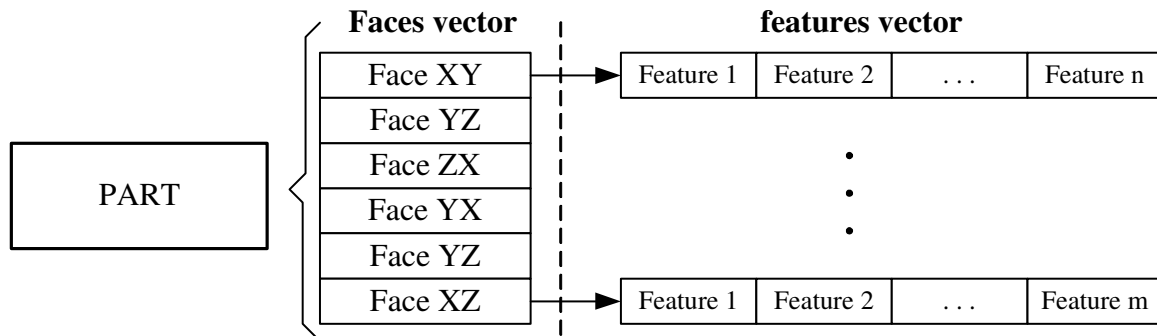 Faces vector features vector
Face XY Feature 1 Feature 2 . . . Feature n
Face YZ
Face ZX
PART
Face YX
Face YZ
Face XZ Feature 1 Feature 2 . . . Feature m